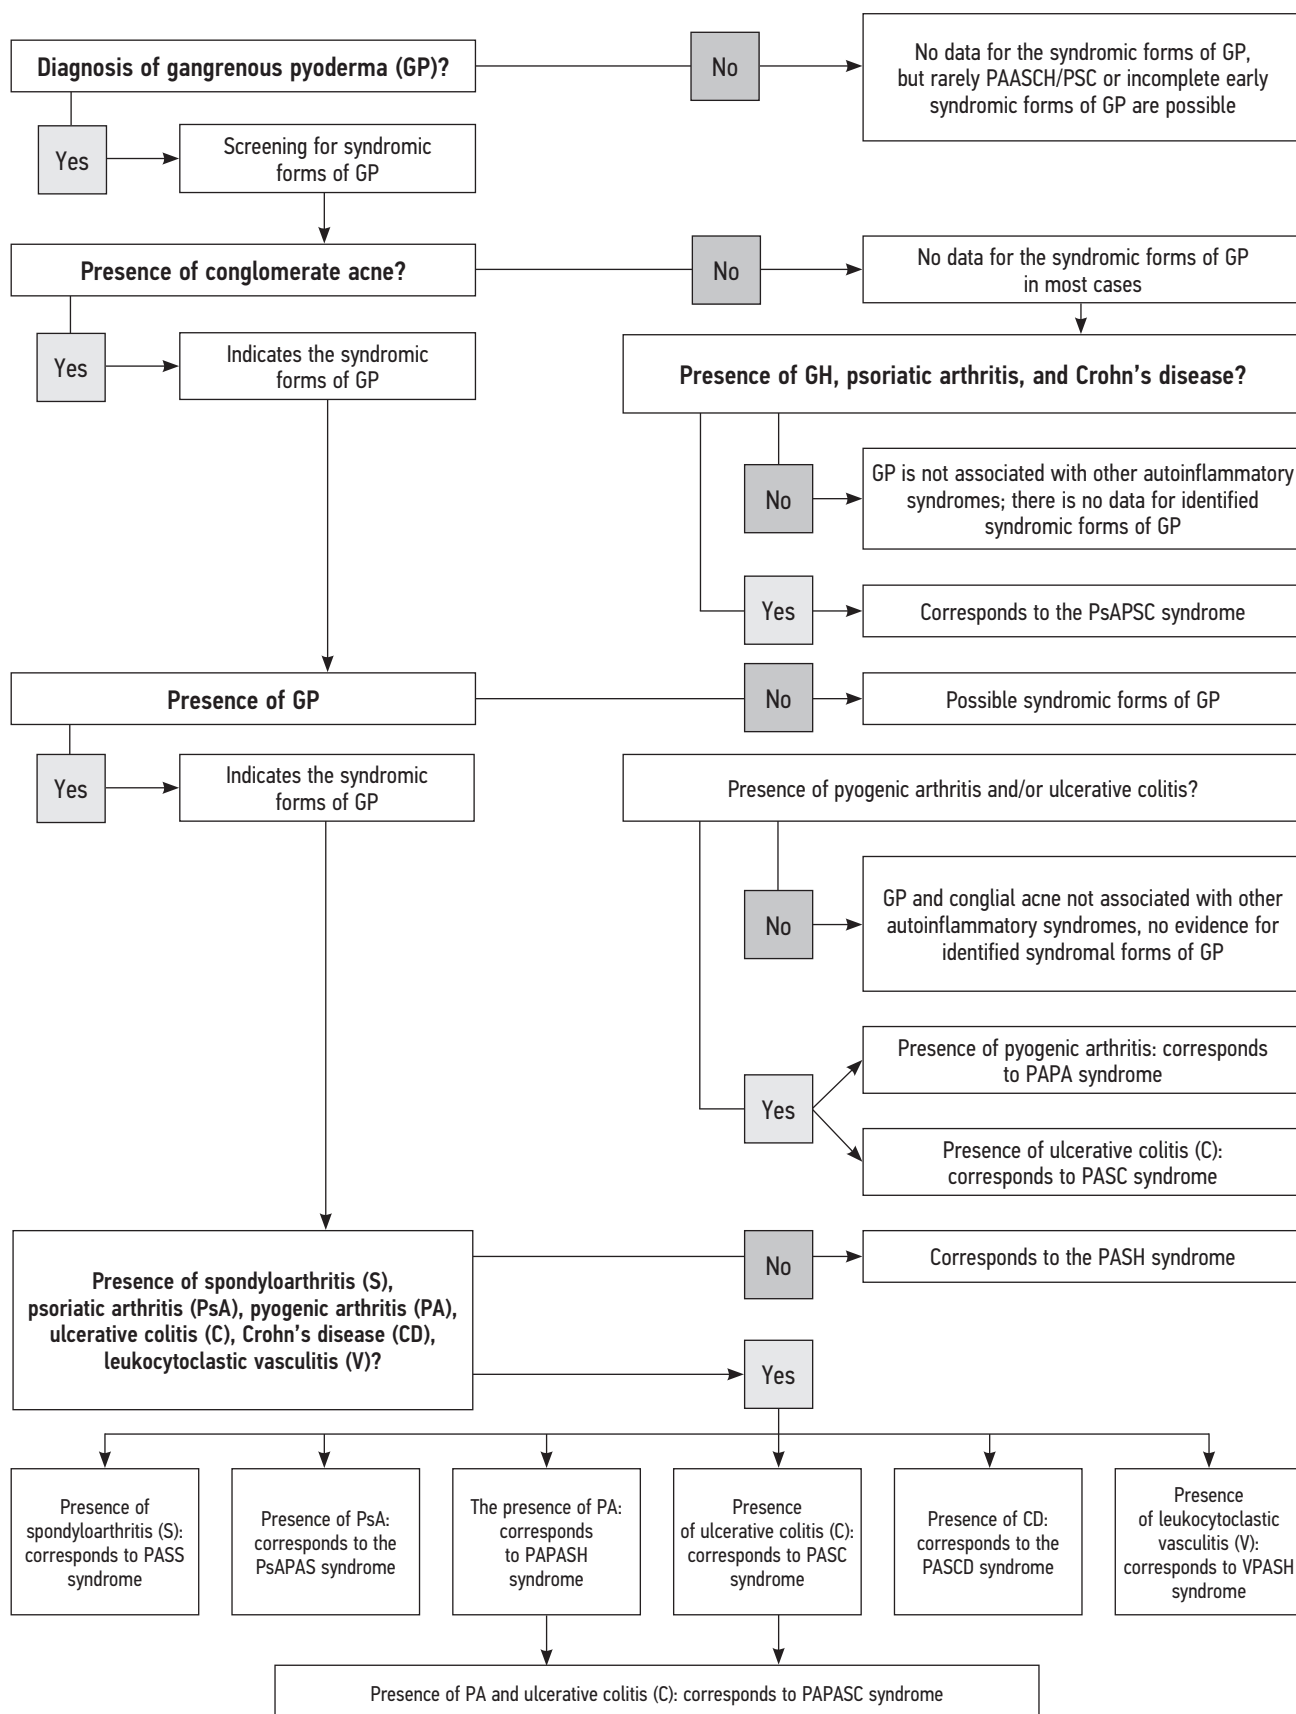 Diagnosis of gangrenous pyoderma (GP)?
No
No data for the syndromic forms of GP,
but rarely PAASCH/PSC or incomplete early
syndromic forms of GP are possible
Yes
Screening for syndromic
forms of GP
Presence of conglomerate acne?
No
No data for the syndromic forms of GP
in most cases
Yes
Indicates the syndromic
forms of GP
Presence of GH, psoriatic arthritis, and Crohn's disease?
No
GP is not associated with other autoinflammatory
syndromes; there is no data for identified
syndromic forms of GP
Yes
Corresponds to the PsAPSC syndrome
Presence of GP
No
Possible syndromic forms of GP
Yes
Indicates the syndromic
forms of GP
Presence of pyogenic arthritis and/or ulcerative colitis?
No
GP and conglial acne not associated with other
autoinflammatory syndromes, no evidence for
identified syndromal forms of GP
Yes
Presence of pyogenic arthritis: corresponds
to PAPA syndrome
Presence of ulcerative colitis (C):
corresponds to PASC syndrome
Presence of spondyloarthritis (S),
psoriatic arthritis (PsA), pyogenic arthritis (PA),
ulcerative colitis (C), Crohn's disease (CD),
leukocytoclastic vasculitis (V)?
No
Corresponds to the PASH syndrome
Yes
Presence of
spondyloarthritis (S):
corresponds to PASS
syndrome
Presence of PsA:
corresponds to the
PsAPAS syndrome
The presence of PA:
corresponds
to PAPASH
syndrome
Presence
of ulcerative colitis (C):
corresponds to PASC
syndrome
Presence of CD:
corresponds to the
PASCD syndrome
Presence
of leukocytoclastic
vasculitis (V):
corresponds to VPASH
syndrome
Presence of PA and ulcerative colitis (C): corresponds to PAPASC syndrome